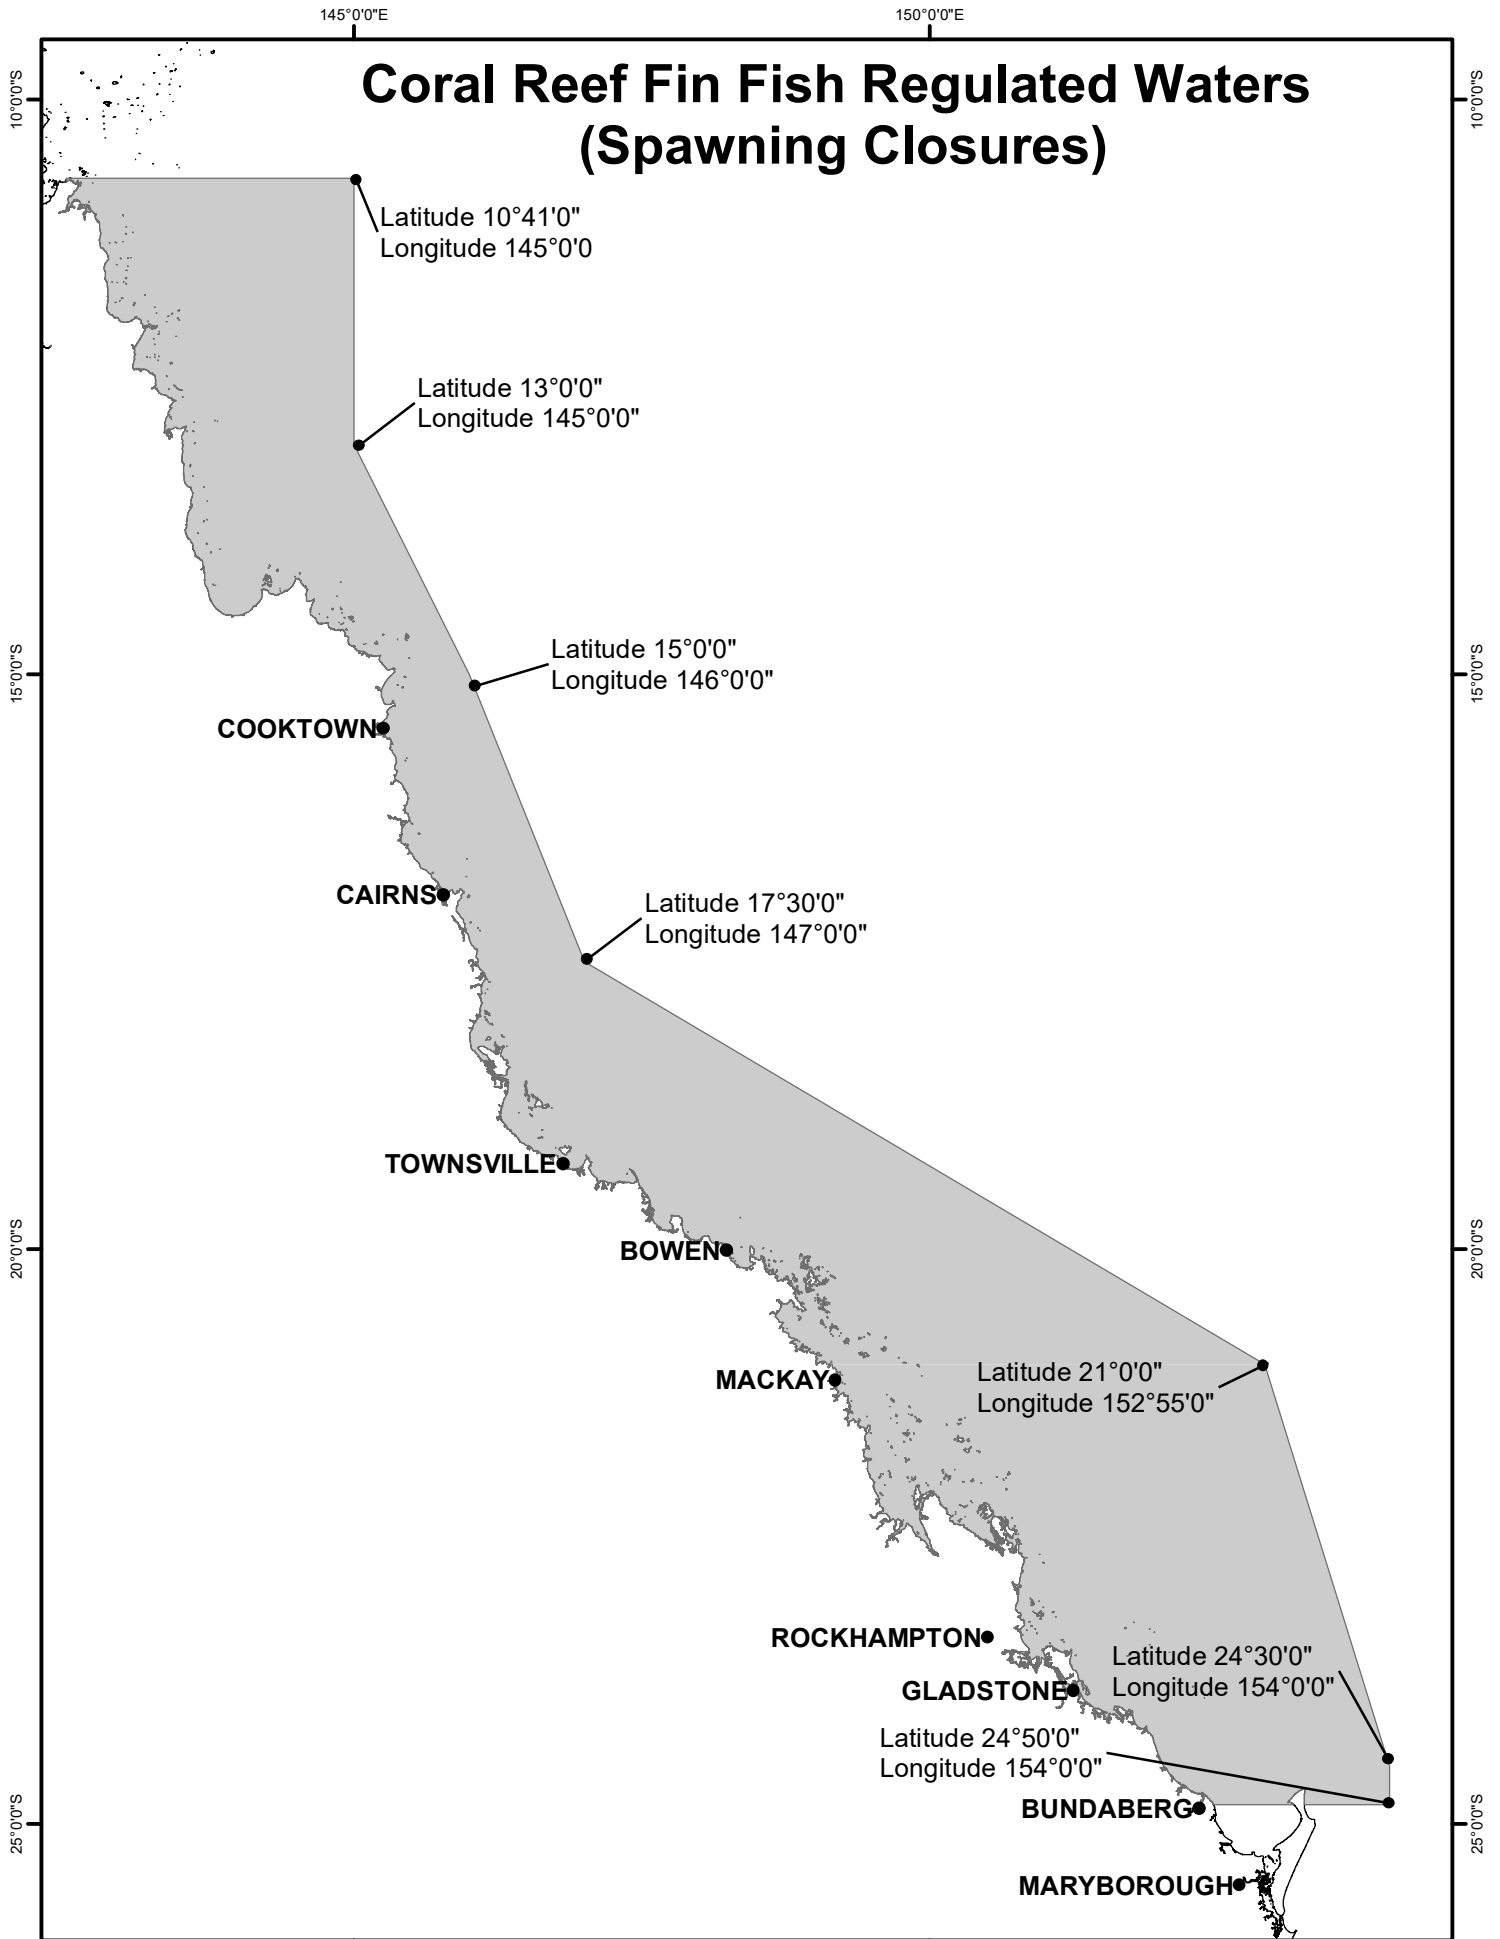 145°0'0"E
150°0'0"E
Coral Reef Fin Fish Regulated Waters
(Spawning Closures)
10°0'0"S
10°0'0"S
Latitude 10°41'0"
Longitude 145°0'0
Latitude 13°0'0"
Longitude 145°0'0"
Latitude 15°0'0"
Longitude 146°0'0"
15°0'0"S
15°0'0"S
COOKTOWN
CAIRNS
Latitude 17°30'0"
Longitude 147°0'0"
TOWNSVILLE
20°0'0"S
20°0'0"S
BOWEN
MACKAY
Latitude 21°0'0"
Longitude 152°55'0"
ROCKHAMPTON
Latitude 24°30'0"
Longitude 154°0'0"
GLADSTONE
Latitude 24°50'0"
Longitude 154°0'0"
BUNDABERG
25°0'0"S
25°0'0"S
MARYBOROUGH